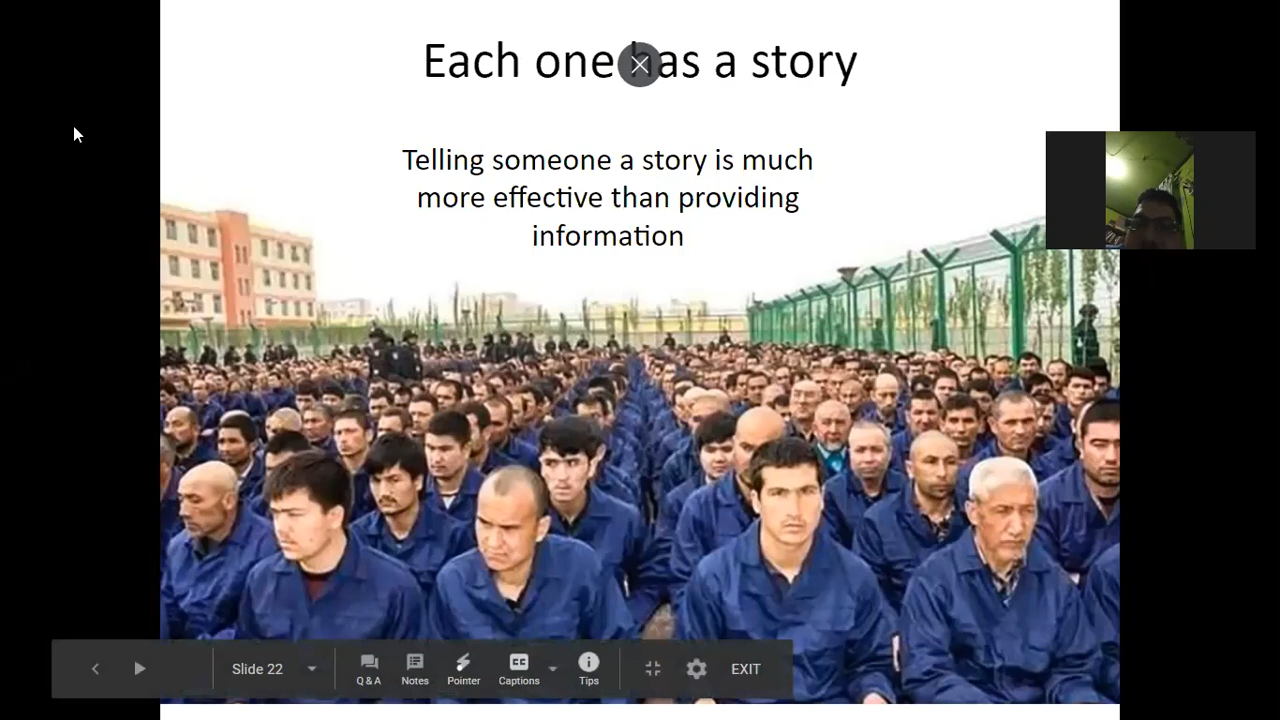 Each one has a story
Telling someone a story is much
more effective than providing
information
Slide 22
Q & A
Notes
Pointer
CC
Captions
Tips
EXIT